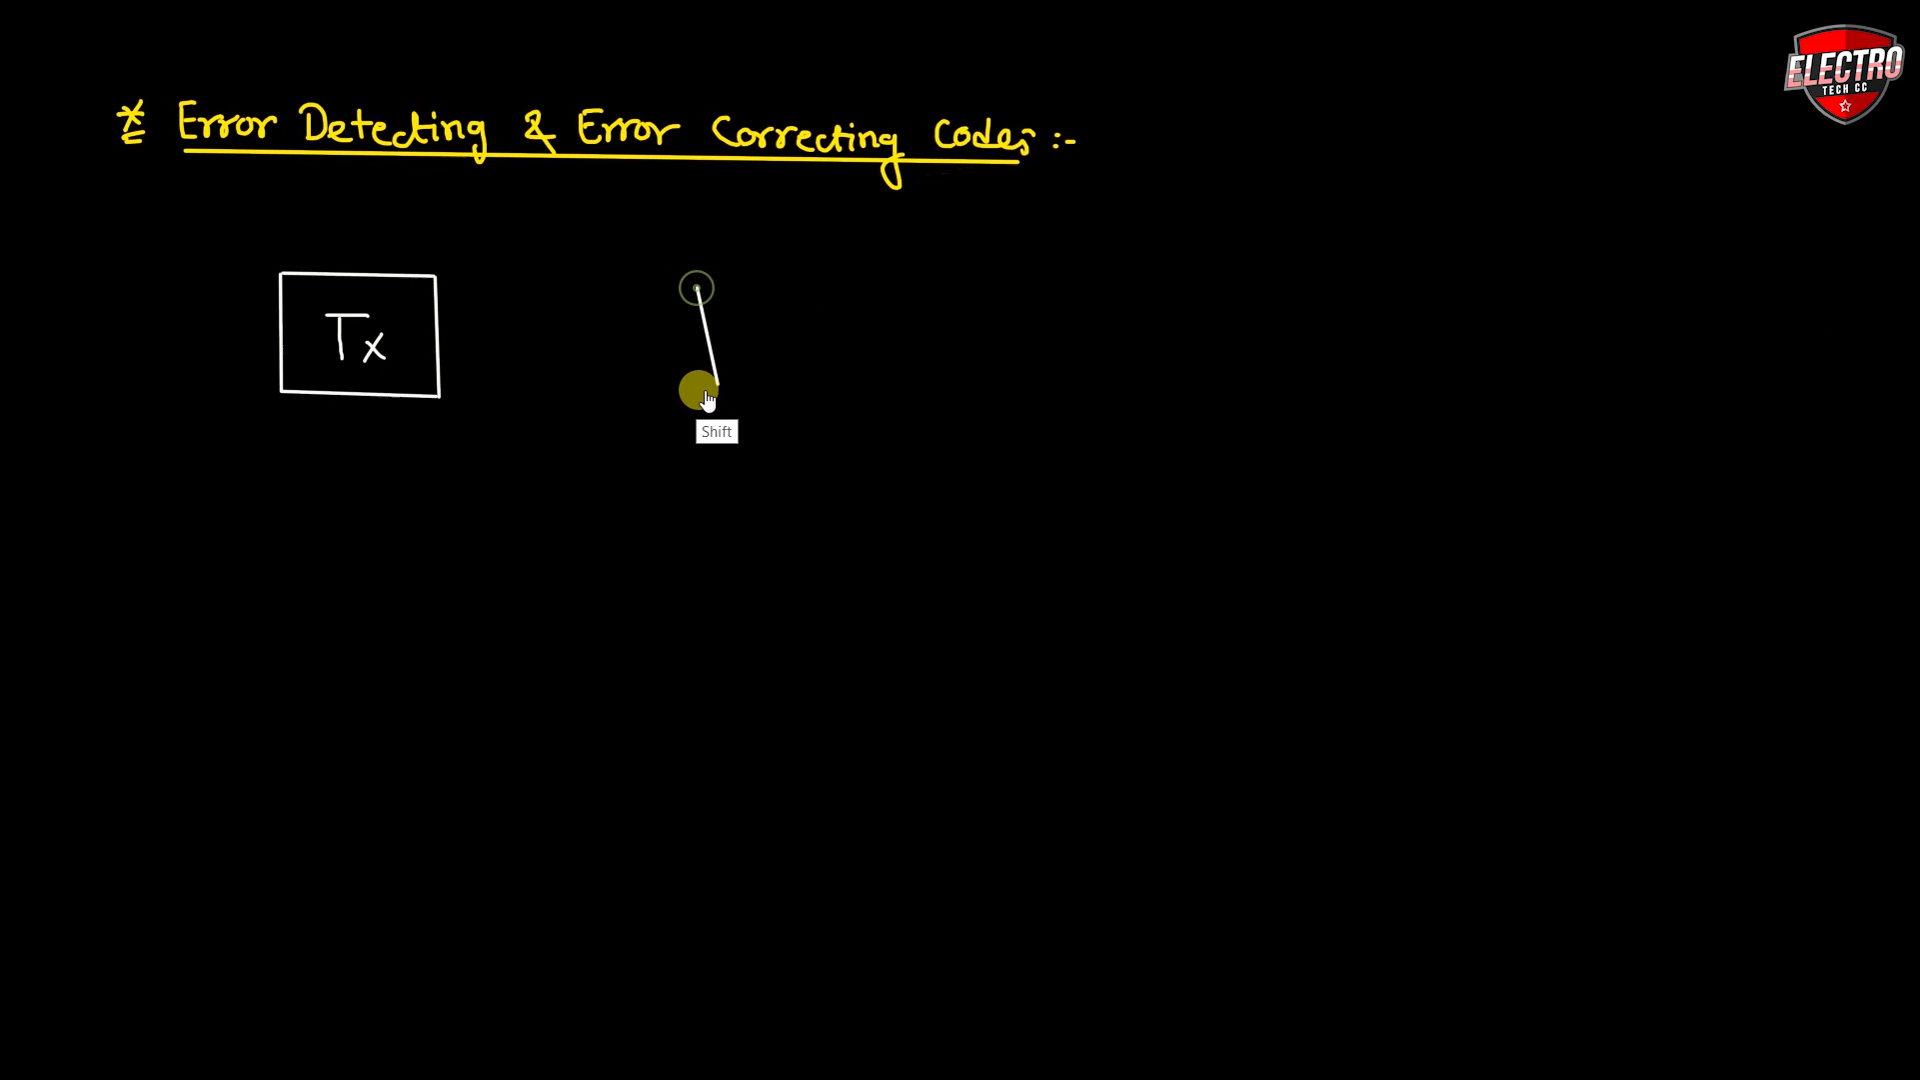 * Error Detecting & Error Correcting Codes :-
ELECTRO
TECH CC
Tx
Shift